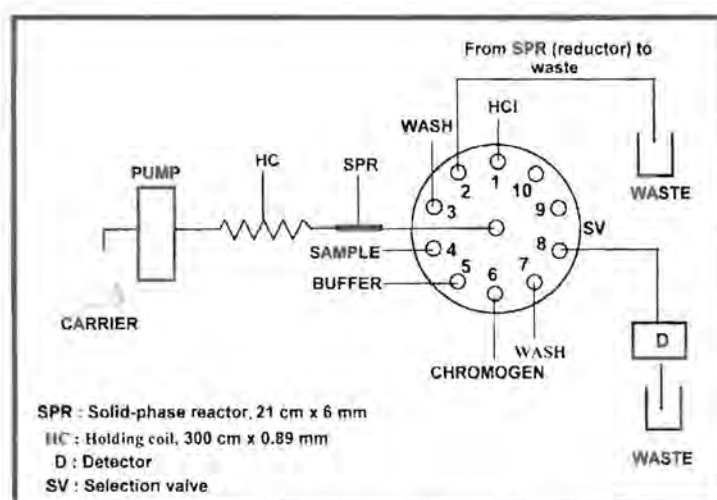 From SPR (reductor) to
waste
HCl
WASH
HC
SPR
PUMP
1
2
10
3
9
WASTE
SV
SAMPLE
4
8
BUFFER
5
6
7
CARRIER
WASH
D
CHROMOGEN
SPR : Solid-phase reactor, 21 cm x 6 mm
HC : Holding coil, 300 cm x 0.89 mm
D : Detector
WASTE
SV : Selection valve